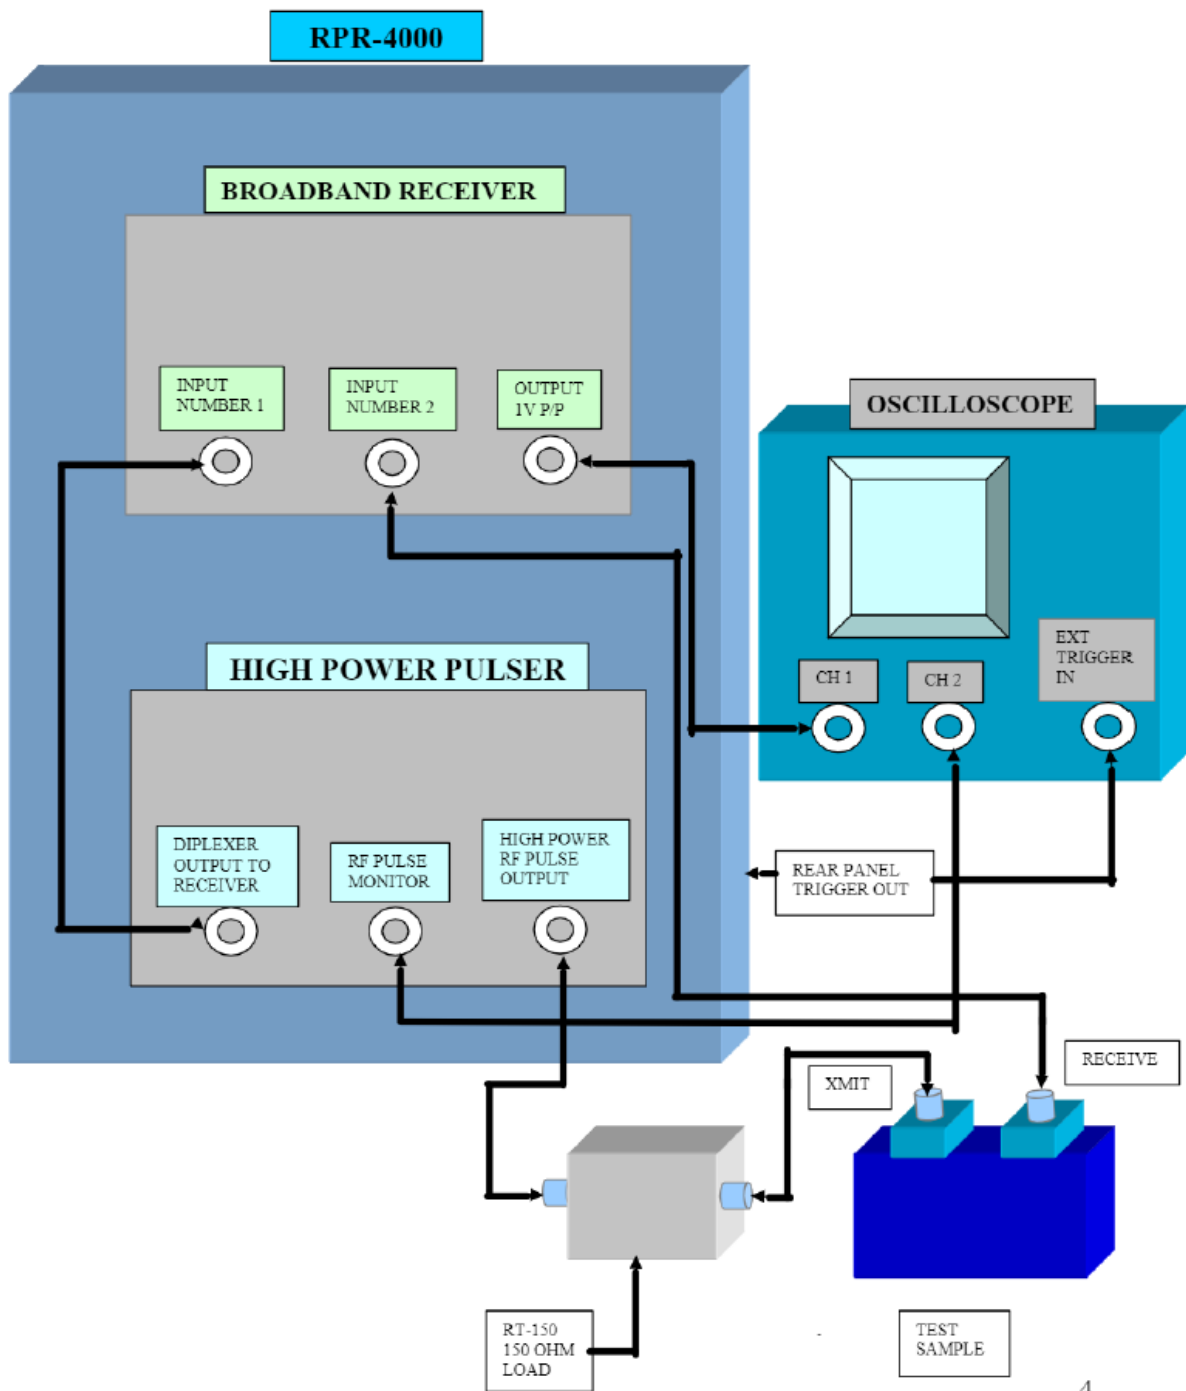 RPR-4000
BROADBAND RECEIVER
INPUT
NUMBER 1
INPUT
NUMBER 2
OUTPUT
1V P/P
OSCILLOSCOPE
CH 1
CH 2
EXT
TRIGGER
IN
HIGH POWER PULSER
DIPLEXER
OUTPUT TO
RECEIVER
RF PULSE
MONITOR
HIGH POWER
RF PULSE
OUTPUT
REAR PANEL
TRIGGER OUT
XMIT
RECEIVE
RT-150
150 OHM
LOAD
TEST
SAMPLE
4